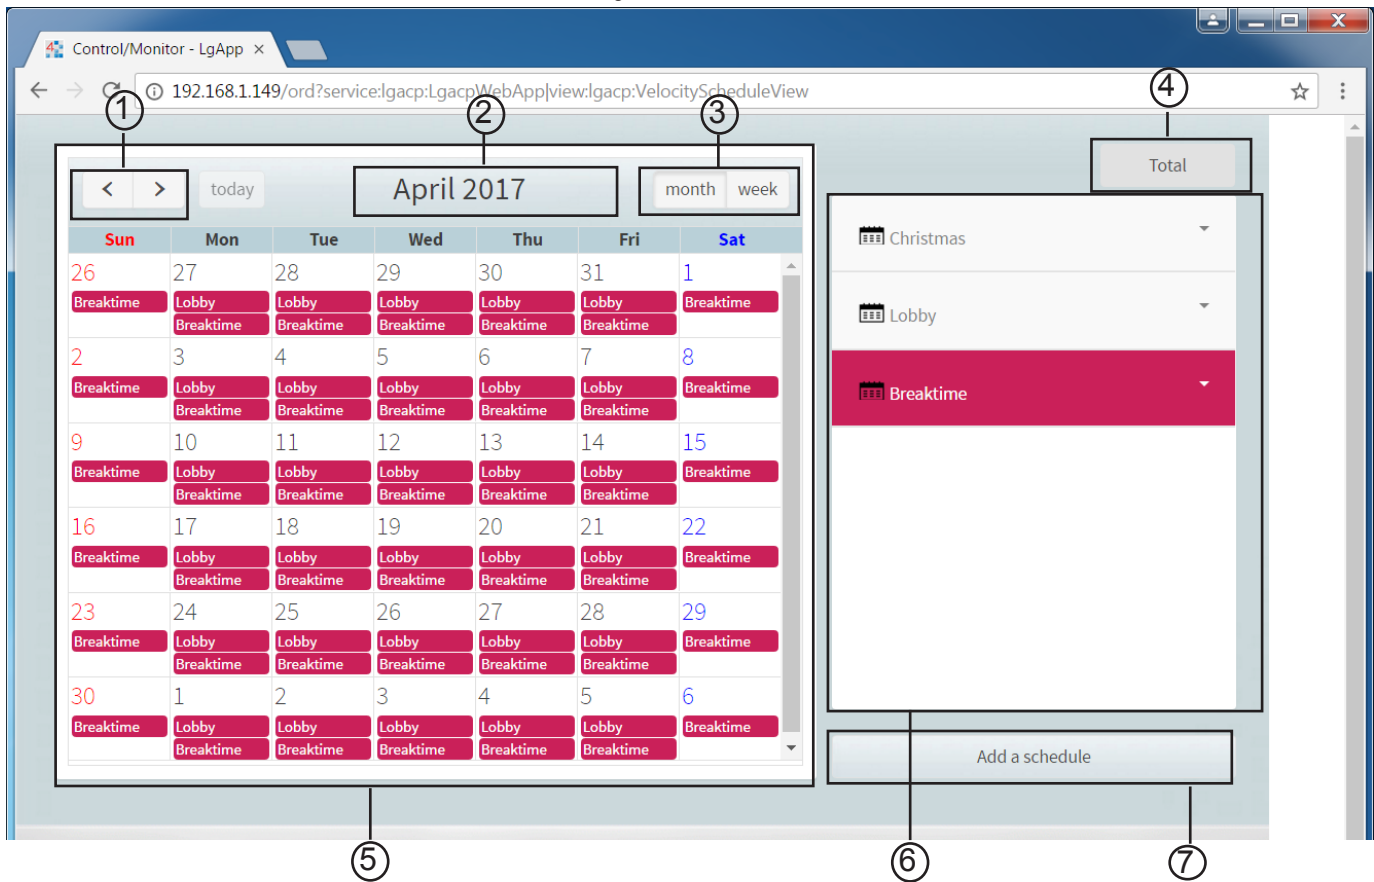 Control/Monitor - LgApp ×
192.168.1.149/ord?service:lgacp:LgacpWebApp|view:lgacp:VelocityScheduleView
1
2
3
4
< > today
April 2017
month week
Total
Sun Mon Tue Wed Thu Fri Sat
26 27 28 29 30 31 1
Breaktime Lobby Lobby Lobby Lobby Lobby Breaktime
Breaktime Breaktime Breaktime Breaktime Breaktime
2 3 4 5 6 7 8
Breaktime Lobby Lobby Lobby Lobby Lobby Breaktime
Breaktime Breaktime Breaktime Breaktime Breaktime
9 10 11 12 13 14 15
Breaktime Lobby Lobby Lobby Lobby Lobby Breaktime
Breaktime Breaktime Breaktime Breaktime Breaktime
16 17 18 19 20 21 22
Breaktime Lobby Lobby Lobby Lobby Lobby Breaktime
Breaktime Breaktime Breaktime Breaktime Breaktime
23 24 25 26 27 28 29
Breaktime Lobby Lobby Lobby Lobby Lobby Breaktime
Breaktime Breaktime Breaktime Breaktime Breaktime
30 1 2 3 4 5 6
Breaktime Lobby Lobby Lobby Lobby Lobby Breaktime
Breaktime Breaktime Breaktime Breaktime Breaktime
Christmas
Lobby
Breaktime
Add a schedule
5
6
7